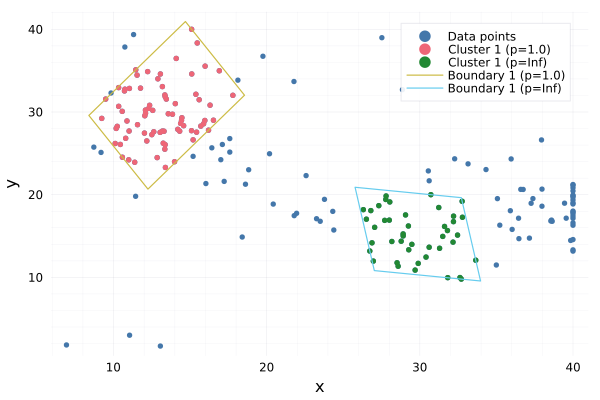 40
30
20
10
y
10
20
30
40
x
Data points
Cluster 1 (p=1.0)
Cluster 1 (p=Inf)
Boundary 1 (p=1.0)
Boundary 1 (p=Inf)